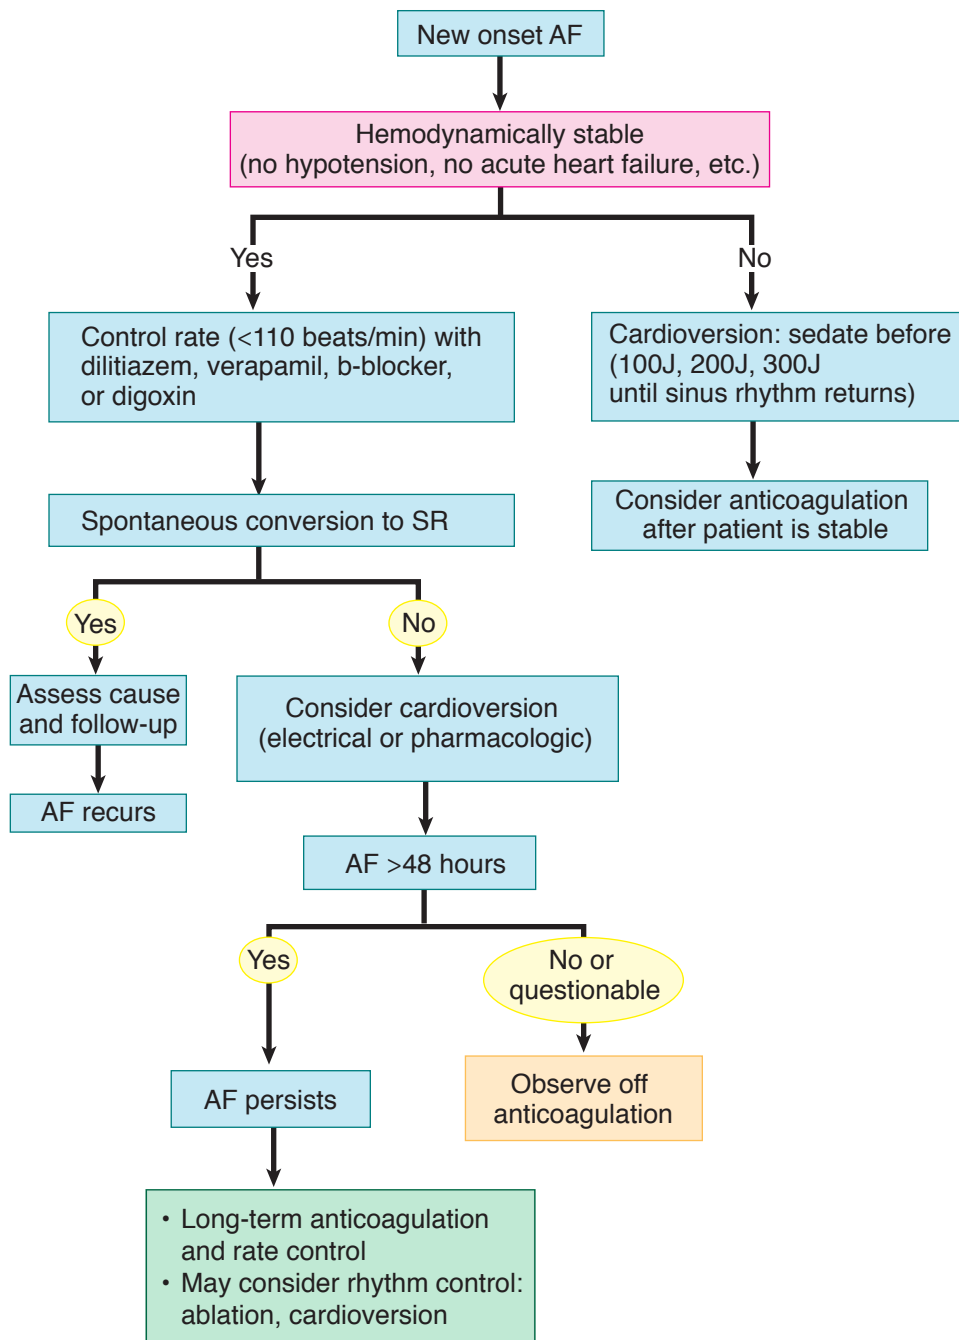 New onset AF
Hemodynamically stable
(no hypotension, no acute heart failure, etc.)
Yes
No
Control rate (<110 beats/min) with
dilitiazem, verapamil, b-blocker,
or digoxin
Cardioversion: sedate before
(100J, 200J, 300J
until sinus rhythm returns)
Spontaneous conversion to SR
Consider anticoagulation
after patient is stable
Yes
No
Assess cause
and follow-up
Consider cardioversion
(electrical or pharmacologic)
AF recurs
AF >48 hours
Yes
No or
questionable
AF persists
Observe off
anticoagulation
• Long-term anticoagulation
and rate control
• May consider rhythm control:
ablation, cardioversion